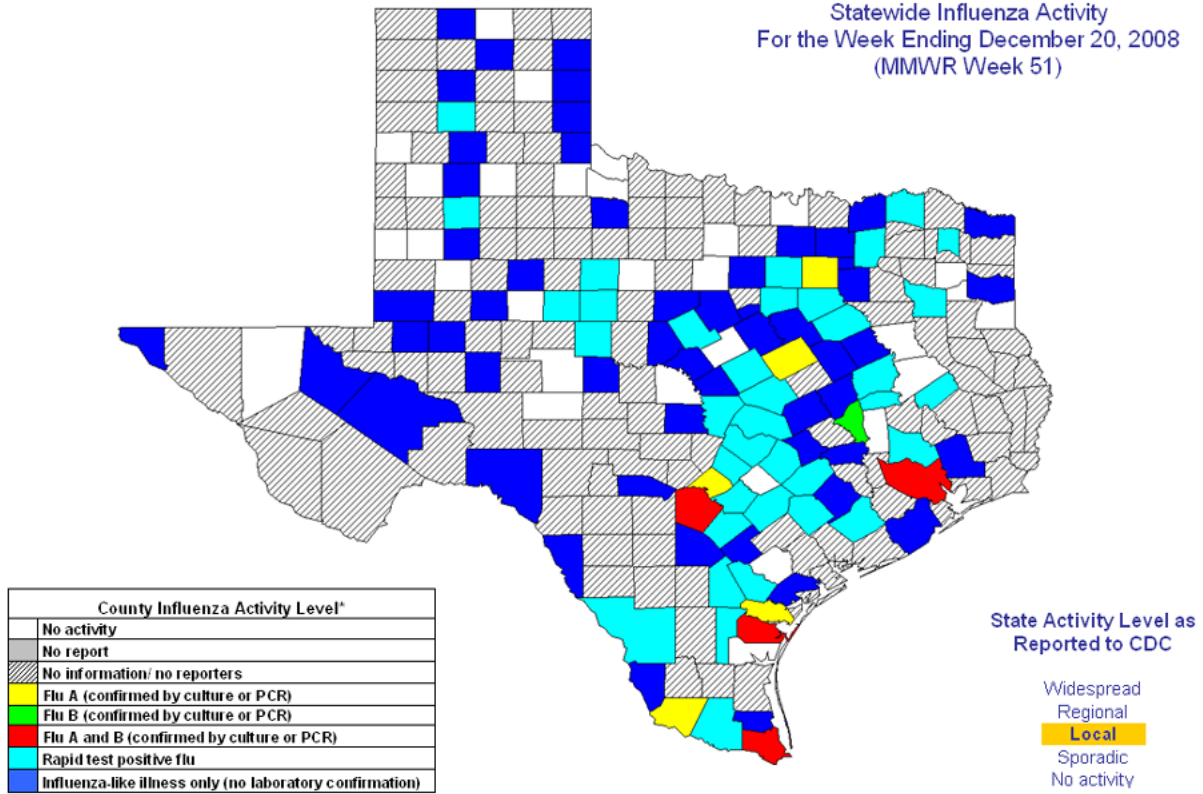 Statewide Influenza Activity
For the Week Ending December 20, 2008
(MMWR Week 51)
County Influenza Activity Level*
No activity
No report
No information/ no reporters
Flu A (confirmed by culture or PCR)
Flu B (confirmed by culture or PCR)
Flu A and B (confirmed by culture or PCR)
Rapid test positive flu
Influenza-like illness only (no laboratory confirmation)
State Activity Level as
Reported to CDC
Widespread
Regional
Local
Sporadic
No activity